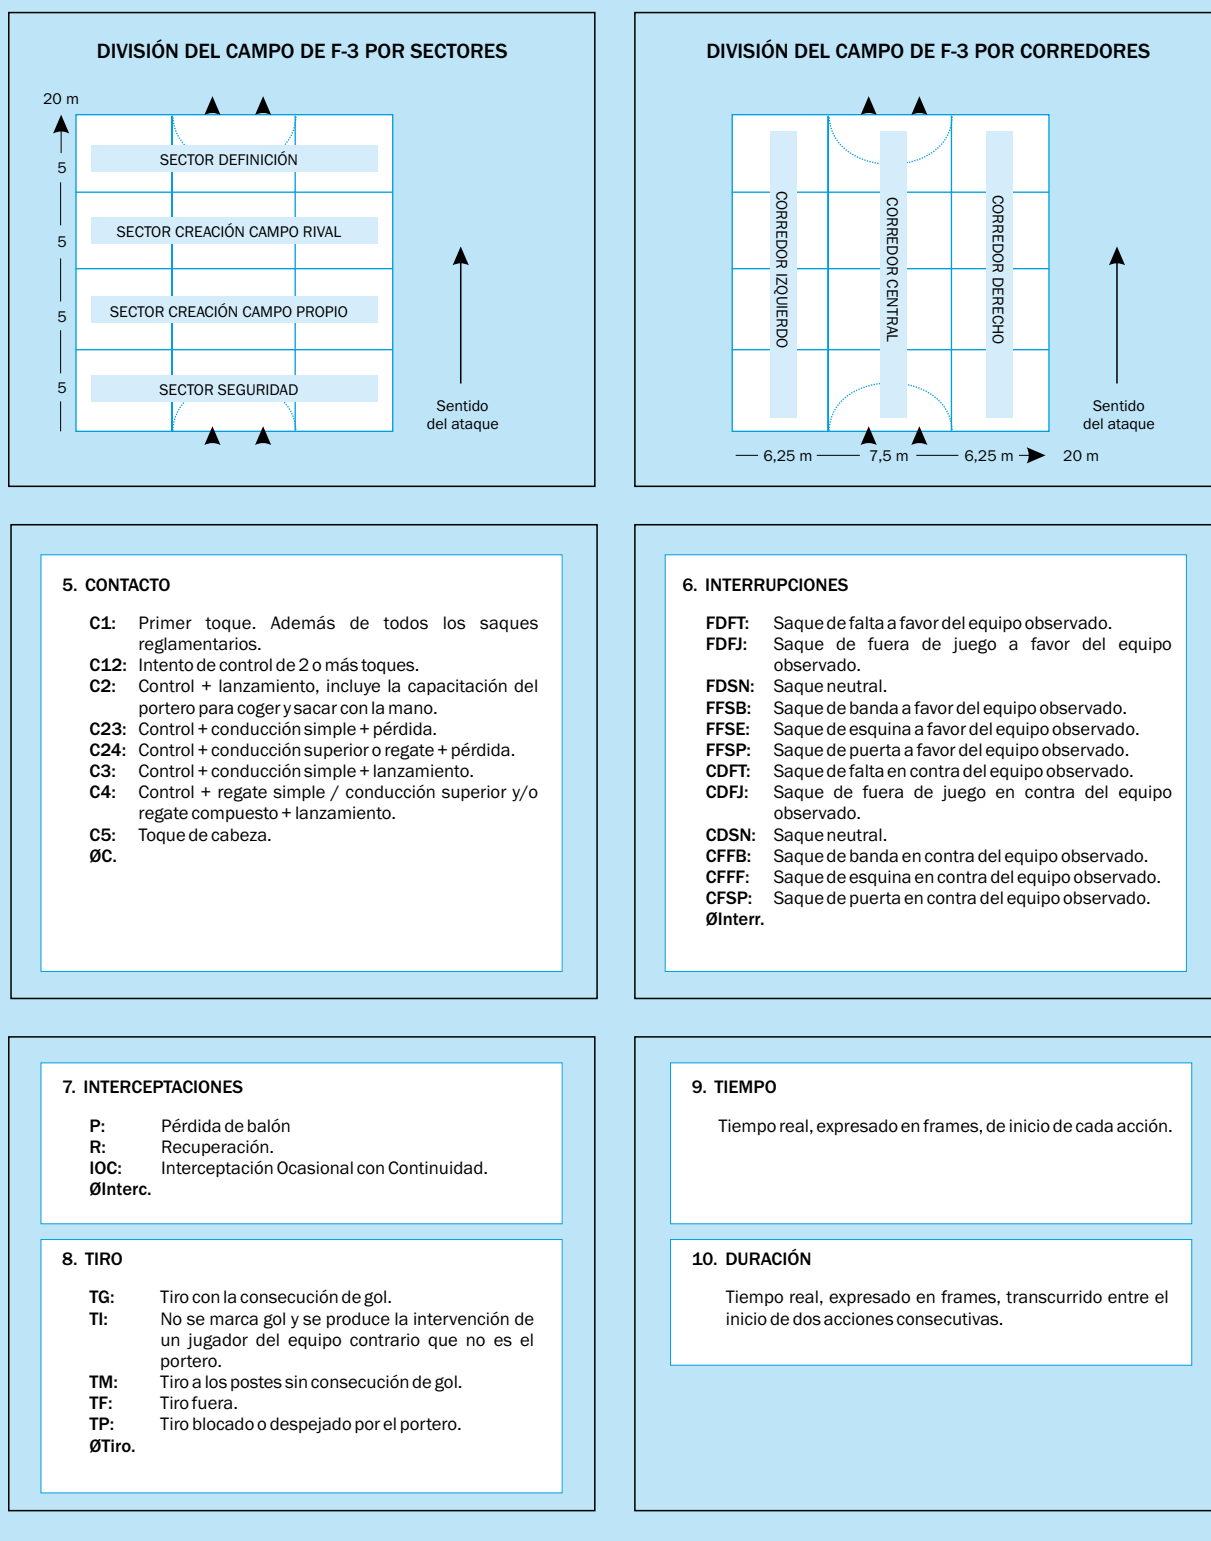 DIVISIÓN DEL CAMPO DE F-3 POR SECTORES
20 m
5
5
5
5
SECTOR DEFINICIÓN
SECTOR CREACIÓN CAMPO RIVAL
SECTOR CREACIÓN CAMPO PROPIO
SECTOR SEGURIDAD
Sentido
del ataque
DIVISIÓN DEL CAMPO DE F-3 POR CORREDORES
CORREDOR IZQUIERDO
CORREDOR CENTRAL
CORREDOR DERECHO
Sentido
del ataque
6,25 m 7,5 m 6,25 m 20 m
5. CONTACTO
C1: Primer toque. Además de todos los saques
reglamentarios.
C12: Intento de control de 2 o más toques.
C2: Control + lanzamiento, incluye la capacitación del
portero para coger y sacar con la mano.
C23: Control + conducción simple + pérdida.
C24: Control + conducción superior o regate + pérdida.
C3: Control + conducción simple + lanzamiento.
C4: Control + regate simple / conducción superior y/o
regate compuesto + lanzamiento.
C5: Toque de cabeza.
ØC.
6. INTERRUPCIONES
FDFT: Saque de falta a favor del equipo observado.
FDFJ: Saque de fuera de juego a favor del equipo
observado.
FDSN: Saque neutral.
FFSB: Saque de banda a favor del equipo observado.
FFSE: Saque de esquina a favor del equipo observado.
FFSP: Saque de puerta a favor del equipo observado.
CDFT: Saque de falta en contra del equipo observado.
CDFJ: Saque de fuera de juego en contra del equipo
observado.
CDSN: Saque neutral.
CFFB: Saque de banda en contra del equipo observado.
CFFF: Saque de esquina en contra del equipo observado.
CFSP: Saque de puerta en contra del equipo observado.
ØInterr.
7. INTERCEPTACIONES
P: Pérdida de balón
R: Recuperación.
IOC: Interceptación Ocasional con Continuidad.
ØInterc.
8. TIRO
TG: Tiro con la consecución de gol.
TI: No se marca gol y se produce la intervención de
un jugador del equipo contrario que no es el
portero.
TM: Tiro a los postes sin consecución de gol.
TF: Tiro fuera.
TP: Tiro blocado o despejado por el portero.
ØTiro.
9. TIEMPO
Tiempo real, expresado en frames, de inicio de cada acción.
10. DURACIÓN
Tiempo real, expresado en frames, transcurrido entre el
inicio de dos acciones consecutivas.